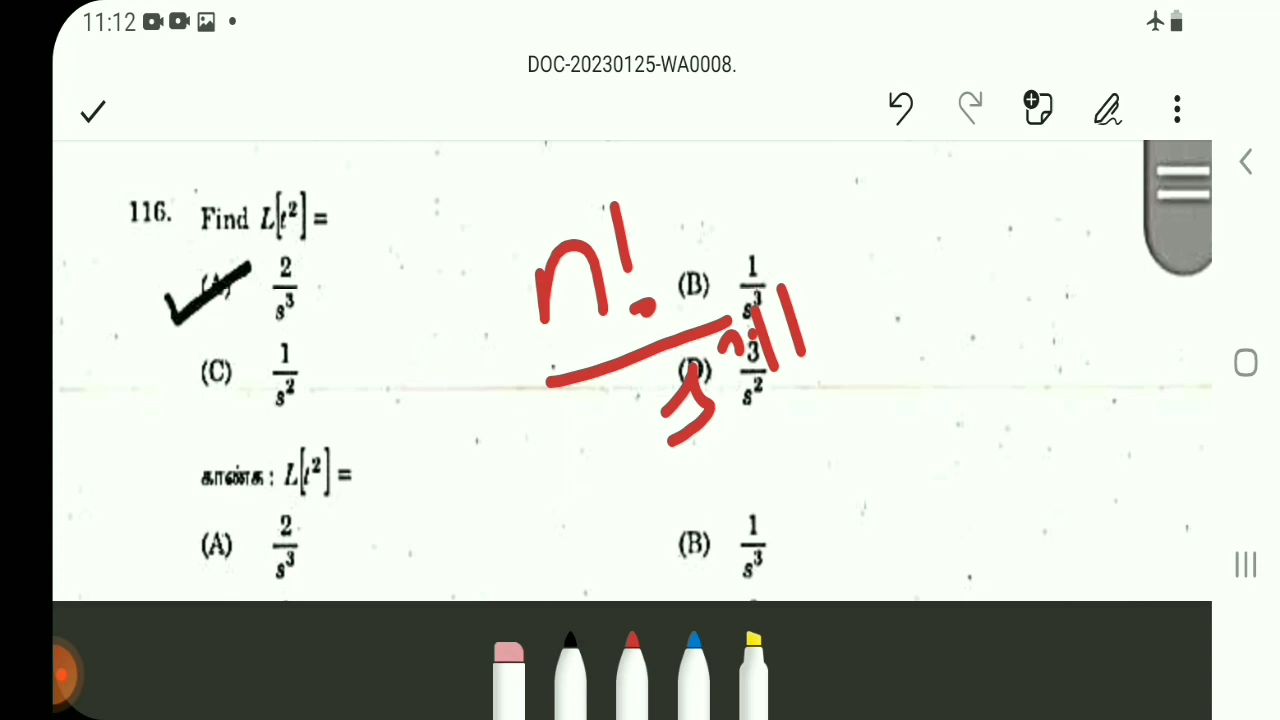 11:12
DOC-20230125-WA0008.
116. Find L[t²] =
(A) 2/s³ (B) 1/s³
(C) 1/s² (D) 3/s²
n!
s^(n+1)
காண்க : L[t²] =
(A) 2/s³ (B) 1/s³